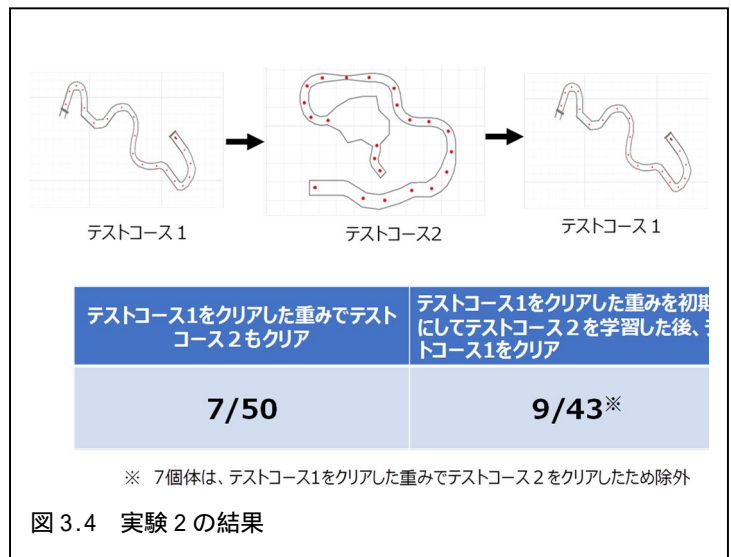 テストコース1
テストコース2
テストコース1
テストコース1をクリアした重みでテスト
コース2もクリア
テストコース1をクリアした重みを初期
にしてテストコース2を学習した後、
トコース1をクリア
7/50
9/43※
※ 7個体は、テストコース1をクリアした重みでテストコース2をクリアしたため除外
図3.4 実験2の結果